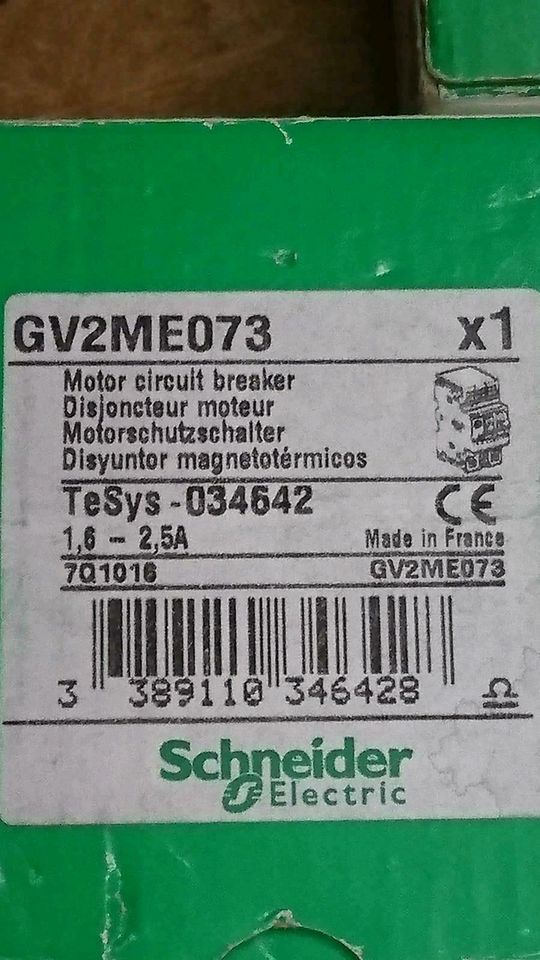 GV2ME073 x1
Motor circuit breaker
Disjoncteur moteur
Motorschutzschalter
Disyuntor magnetotérmicos
TeSys - 034642 CE
1,6 – 2,5A Made in France
7Q1016 GV2ME073
3 389110 346428
Schneider
Electric